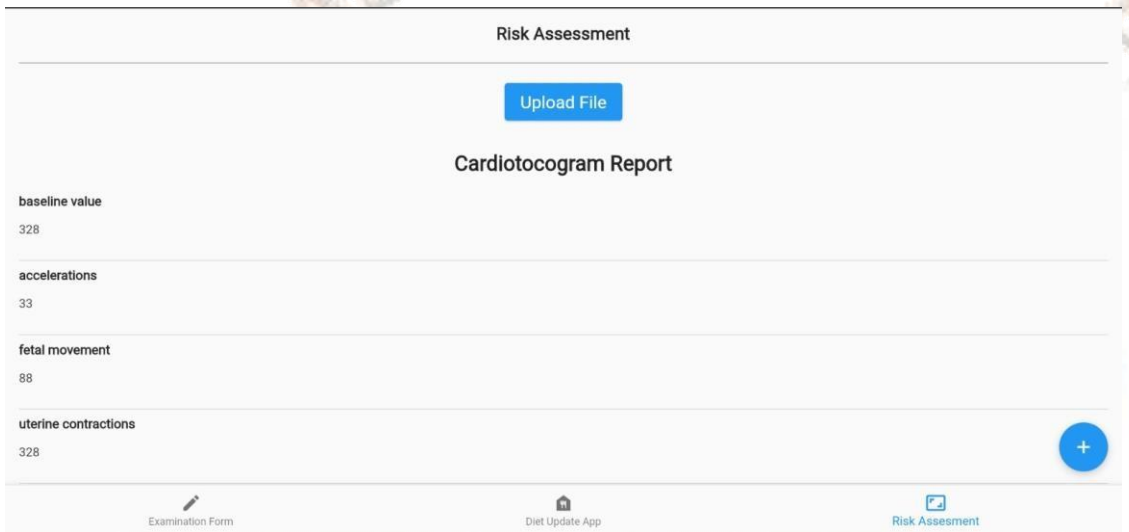 Risk Assessment
Upload File
Cardiotocogram Report
baseline value
328
accelerations
33
fetal movement
88
uterine contractions
328
+
Examination Form
Diet Update App
Risk Assesment